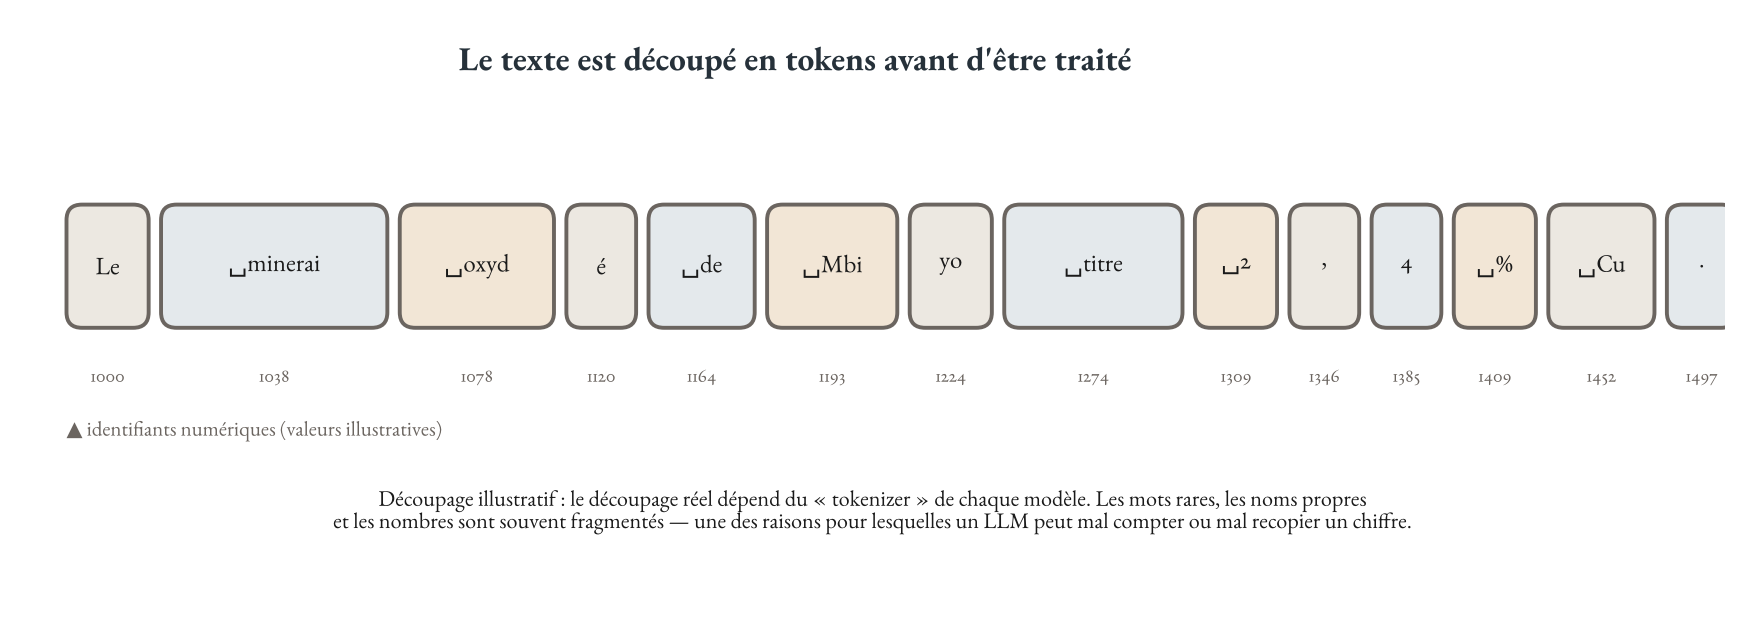 Le texte est découpé en tokens avant d'être traité
Le ␣minerai ␣oxyd é ␣de ␣Mbi yo ␣titre ␣2 , 4 ␣% ␣Cu .
1000 1038 1078 1120 1164 1193 1224 1274 1309 1346 1385 1409 1452 1497
▲ identifiants numériques (valeurs illustratives)
Découpage illustratif : le découpage réel dépend du « tokenizer » de chaque modèle. Les mots rares, les noms propres
et les nombres sont souvent fragmentés — une des raisons pour lesquelles un LLM peut mal compter ou mal recopier un chiffre.